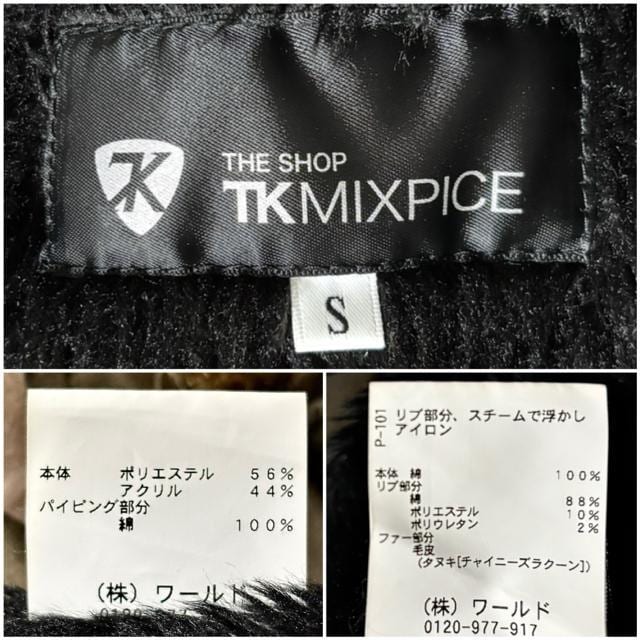 TK
THE SHOP
TKMIXPICE
S
本体 ポリエステル 56%
アクリル 44%
パイピング部分
綿 100%
(株) ワールド
P-101
リブ部分、スチームで浮かし
アイロン
本体 綿 100%
リブ部分
綿 88%
ポリエステル 10%
ポリウレタン 2%
ファー部分
毛皮
(タヌキ[チャイニーズラクーン])
(株) ワールド
0120-977-917